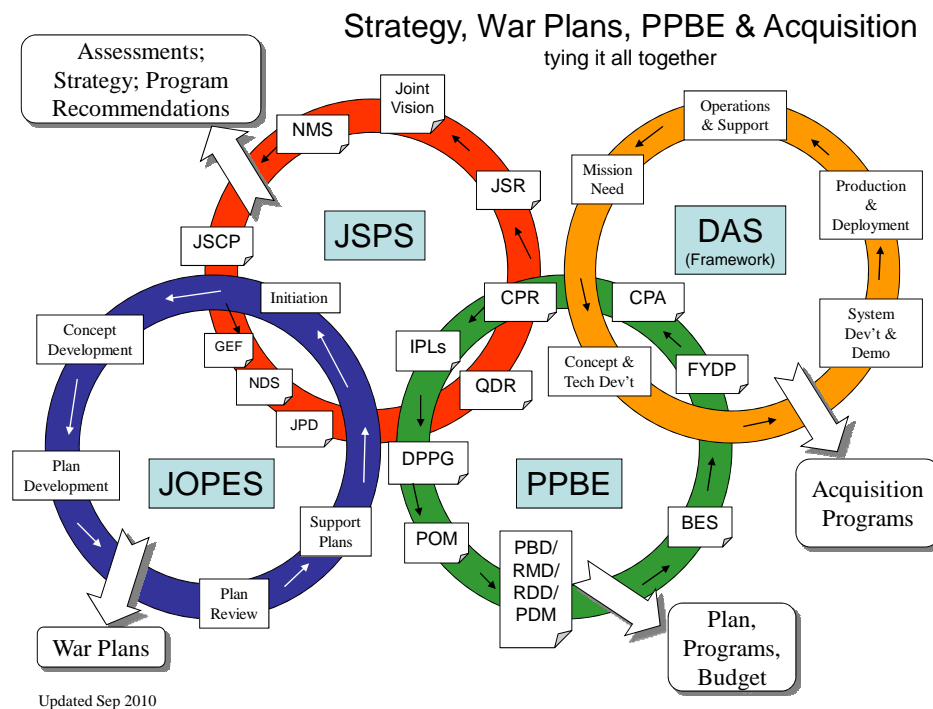 Strategy, War Plans, PPBE & Acquisition
tying it all together
Assessments;
Strategy; Program
Recommendations
Joint
Vision
NMS
JSR
JSCP
JSPS
CPR
GEF
NDS
JPD
QDR
Operations
& Support
Mission
Need
Production
&
Deployment
DAS
(Framework)
System
Dev't &
Demo
Concept &
Tech Dev't
Acquisition
Programs
Initiation
Concept
Development
Plan
Development
JOPES
Support
Plans
Plan
Review
War Plans
CPA
IPLs
FYDP
DPPG
PPBE
POM
BES
PBD/
RMD/
RDD/
PDM
Plan,
Programs,
Budget
Updated Sep 2010